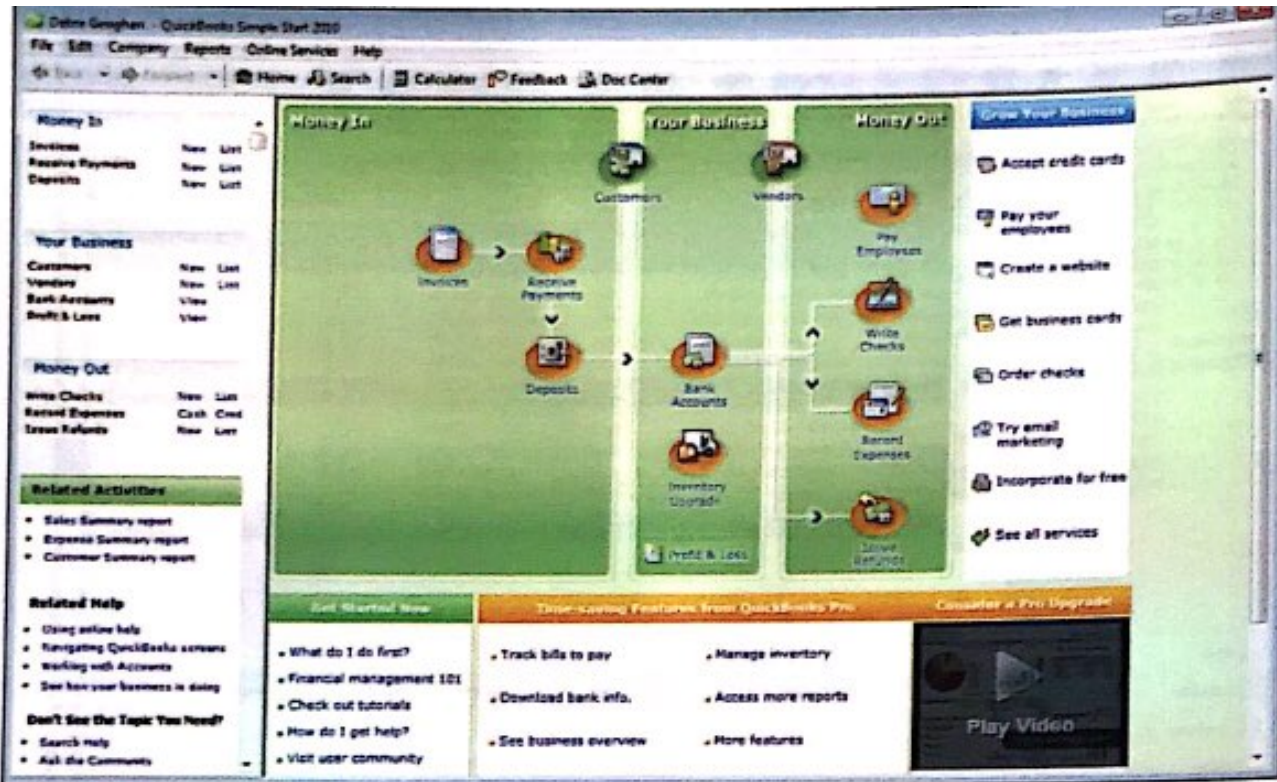 Debre Geoghan - QuickBooks Simple Start 2010
File Edit Company Reports Online Services Help
Back Forward Home Search Calculator Feedback Doc Center
Money In
Invoices New List
Receive Payments New List
Deposits New List
Your Business
Customers New List
Vendors New List
Bank Accounts View
Profit & Loss View
Money Out
Write Checks New List
Record Expenses Cash Cred
Issue Refunds New List
Related Activities
Sales Summary report
Expense Summary report
Customer Summary report
Related Help
Using online help
Navigating QuickBooks screens
Working with Accounts
See how your business is doing
Don't See the Topic You Need?
Search Help
Ask the Community
Money In
Invoices
Receive
Payments
Deposits
Your Business
Customers
Vendors
Bank
Accounts
Inventory
Upgrade
Profit & Loss
Money Out
Pay
Employees
Write
Checks
Record
Expenses
Issue
Refunds
Grow Your Business
Accept credit cards
Pay your
employees
Create a website
Get business cards
Order checks
Try email
marketing
Incorporate for free
See all services
Get Started Now
What do I do first?
Financial management 101
Check out tutorials
How do I get help?
Visit user community
Time-saving Features from QuickBooks Pro
Track bills to pay
Download bank info.
See business overview
Manage inventory
Access more reports
More features
Consider a Pro Upgrade
Play Video